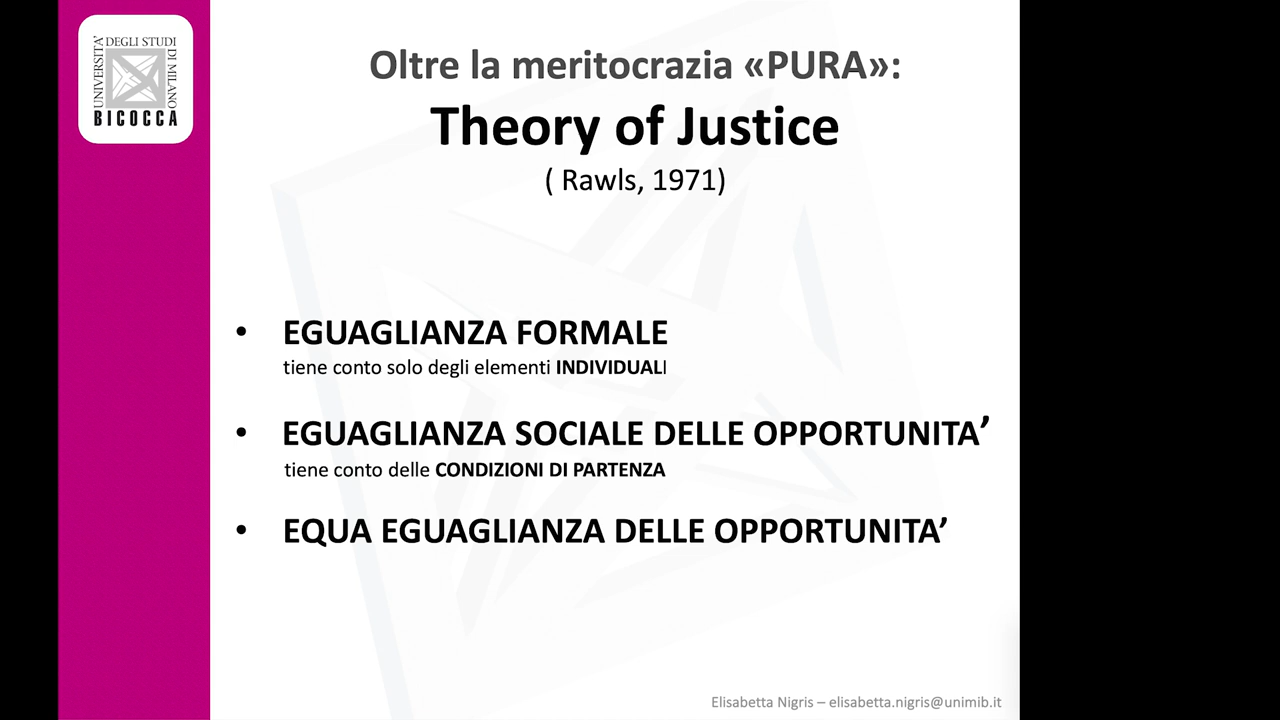 UNIVERSITA' DEGLI STUDI DI MILANO
BICOCCA
Oltre la meritocrazia «PURA»:
Theory of Justice
( Rawls, 1971)
• EGUAGLIANZA FORMALE
tiene conto solo degli elementi INDIVIDUALI
• EGUAGLIANZA SOCIALE DELLE OPPORTUNITA’
tiene conto delle CONDIZIONI DI PARTENZA
• EQUA EGUAGLIANZA DELLE OPPORTUNITA’
Elisabetta Nigris – elisabetta.nigris@unimib.it